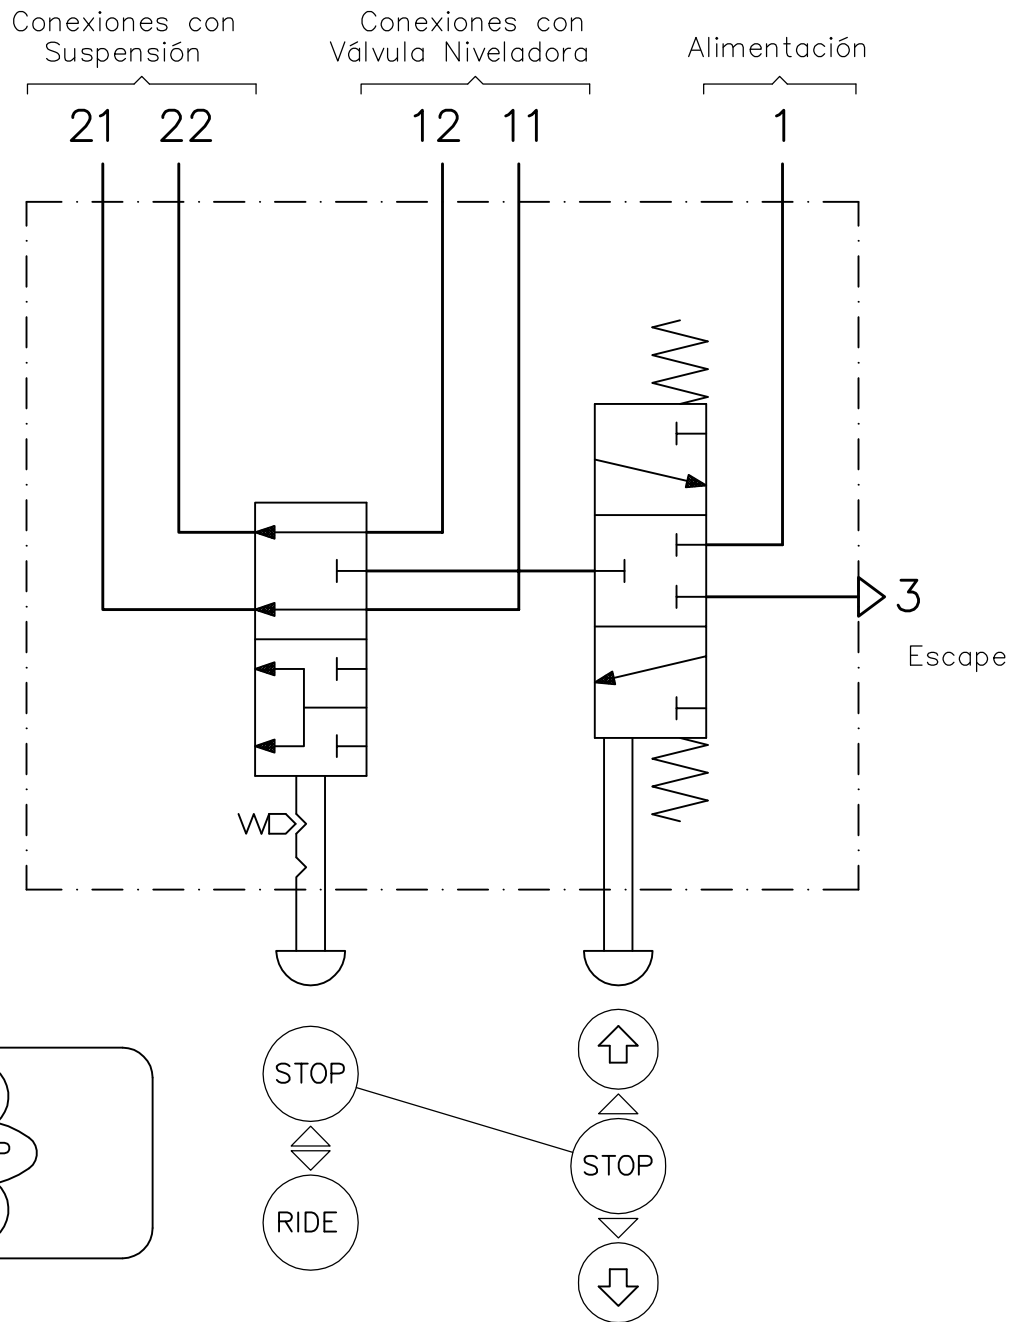 Conexiones con
Suspensión
Conexiones con
Válvula Niveladora
Alimentación
21 22 12 11 1
3
Escape
STOP
STOP
RIDE
P